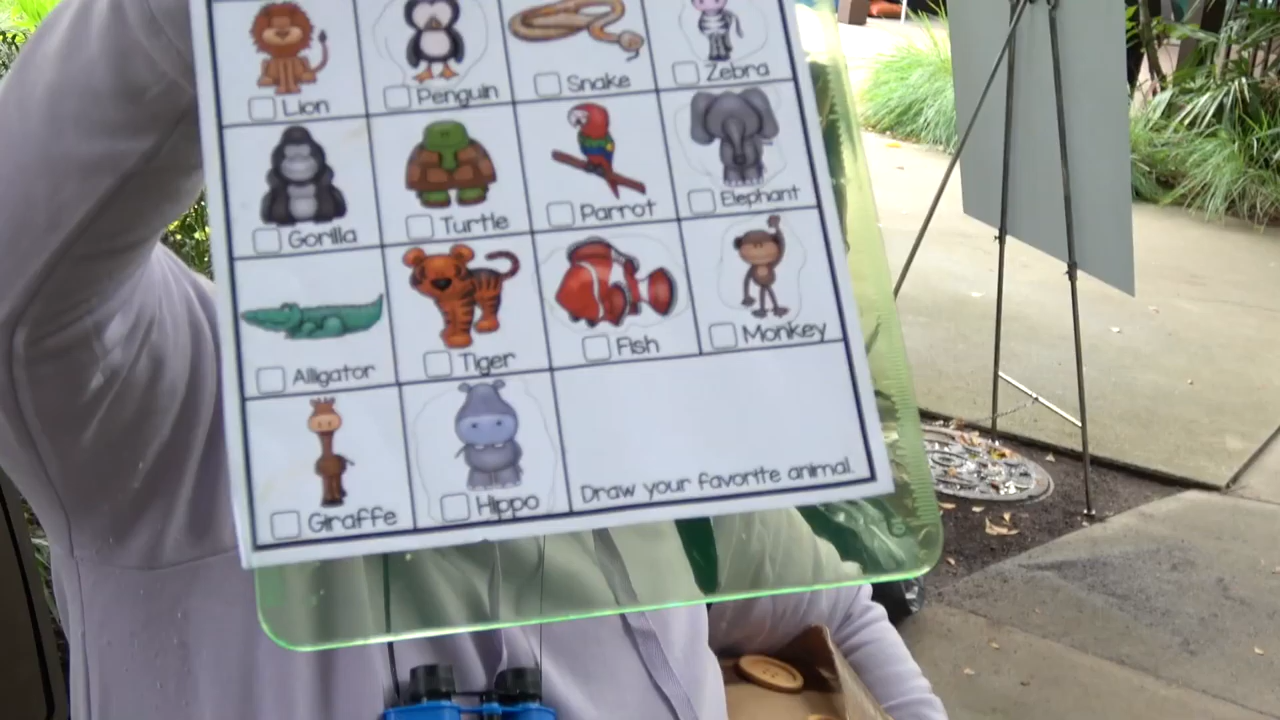 Lion
Penguin
Snake
Zebra
Gorilla
Turtle
Parrot
Elephant
Alligator
Tiger
Fish
Monkey
Giraffe
Hippo
Draw your favorite animal.